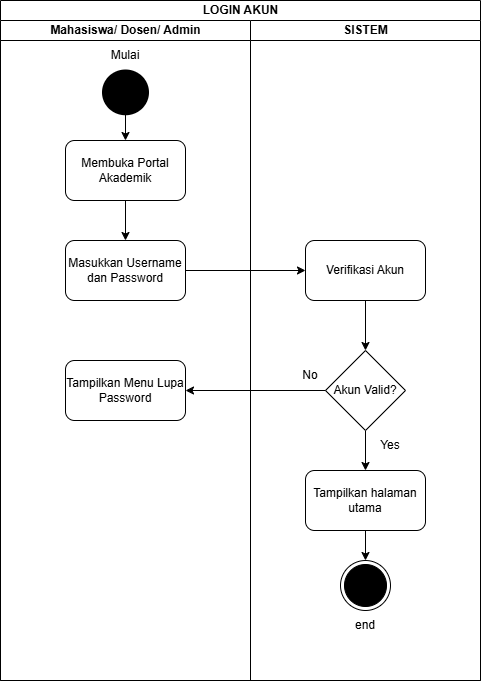 LOGIN AKUN
Mahasiswa/ Dosen/ Admin
SISTEM
Mulai
Membuka Portal
Akademik
Masukkan Username
dan Password
Verifikasi Akun
Tampilkan Menu Lupa
Password
No
Akun Valid?
Yes
Tampilkan halaman
utama
end